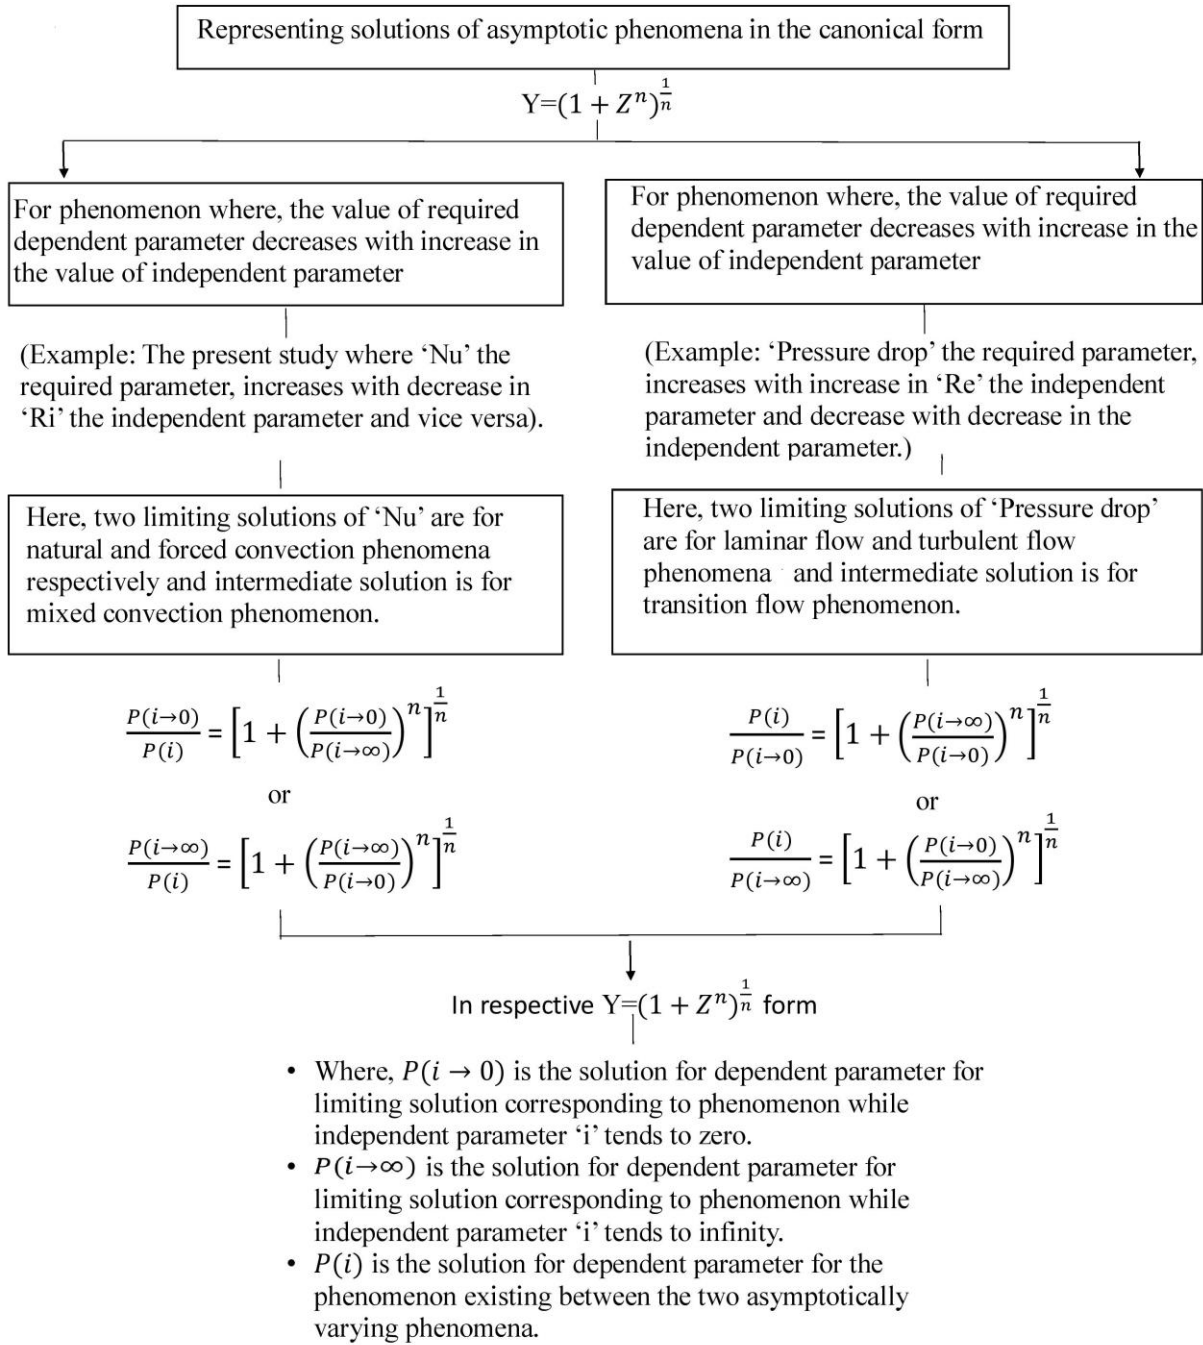 Representing solutions of asymptotic phenomena in the canonical form
Y=(1 + Zⁿ)^(1/n)
For phenomenon where, the value of required
dependent parameter decreases with increase in
the value of independent parameter
(Example: The present study where ‘Nu’ the
required parameter, increases with decrease in
‘Ri’ the independent parameter and vice versa).
Here, two limiting solutions of ‘Nu’ are for
natural and forced convection phenomena
respectively and intermediate solution is for
mixed convection phenomenon.
P(i→0)/P(i) = [1 + (P(i→0)/P(i→∞))ⁿ]^(1/n)
or
P(i→∞)/P(i) = [1 + (P(i→∞)/P(i→0))ⁿ]^(1/n)
For phenomenon where, the value of required
dependent parameter decreases with increase in the
value of independent parameter
(Example: ‘Pressure drop’ the required parameter,
increases with increase in ‘Re’ the independent
parameter and decrease with decrease in the
independent parameter.)
Here, two limiting solutions of ‘Pressure drop’
are for laminar flow and turbulent flow
phenomena and intermediate solution is for
transition flow phenomenon.
P(i)/P(i→0) = [1 + (P(i→∞)/P(i→0))ⁿ]^(1/n)
or
P(i)/P(i→∞) = [1 + (P(i→0)/P(i→∞))ⁿ]^(1/n)
In respective Y=(1 + Zⁿ)^(1/n) form
• Where, P(i → 0) is the solution for dependent parameter for
limiting solution corresponding to phenomenon while
independent parameter ‘i’ tends to zero.
• P(i→∞) is the solution for dependent parameter for
limiting solution corresponding to phenomenon while
independent parameter ‘i’ tends to infinity.
• P(i) is the solution for dependent parameter for the
phenomenon existing between the two asymptotically
varying phenomena.